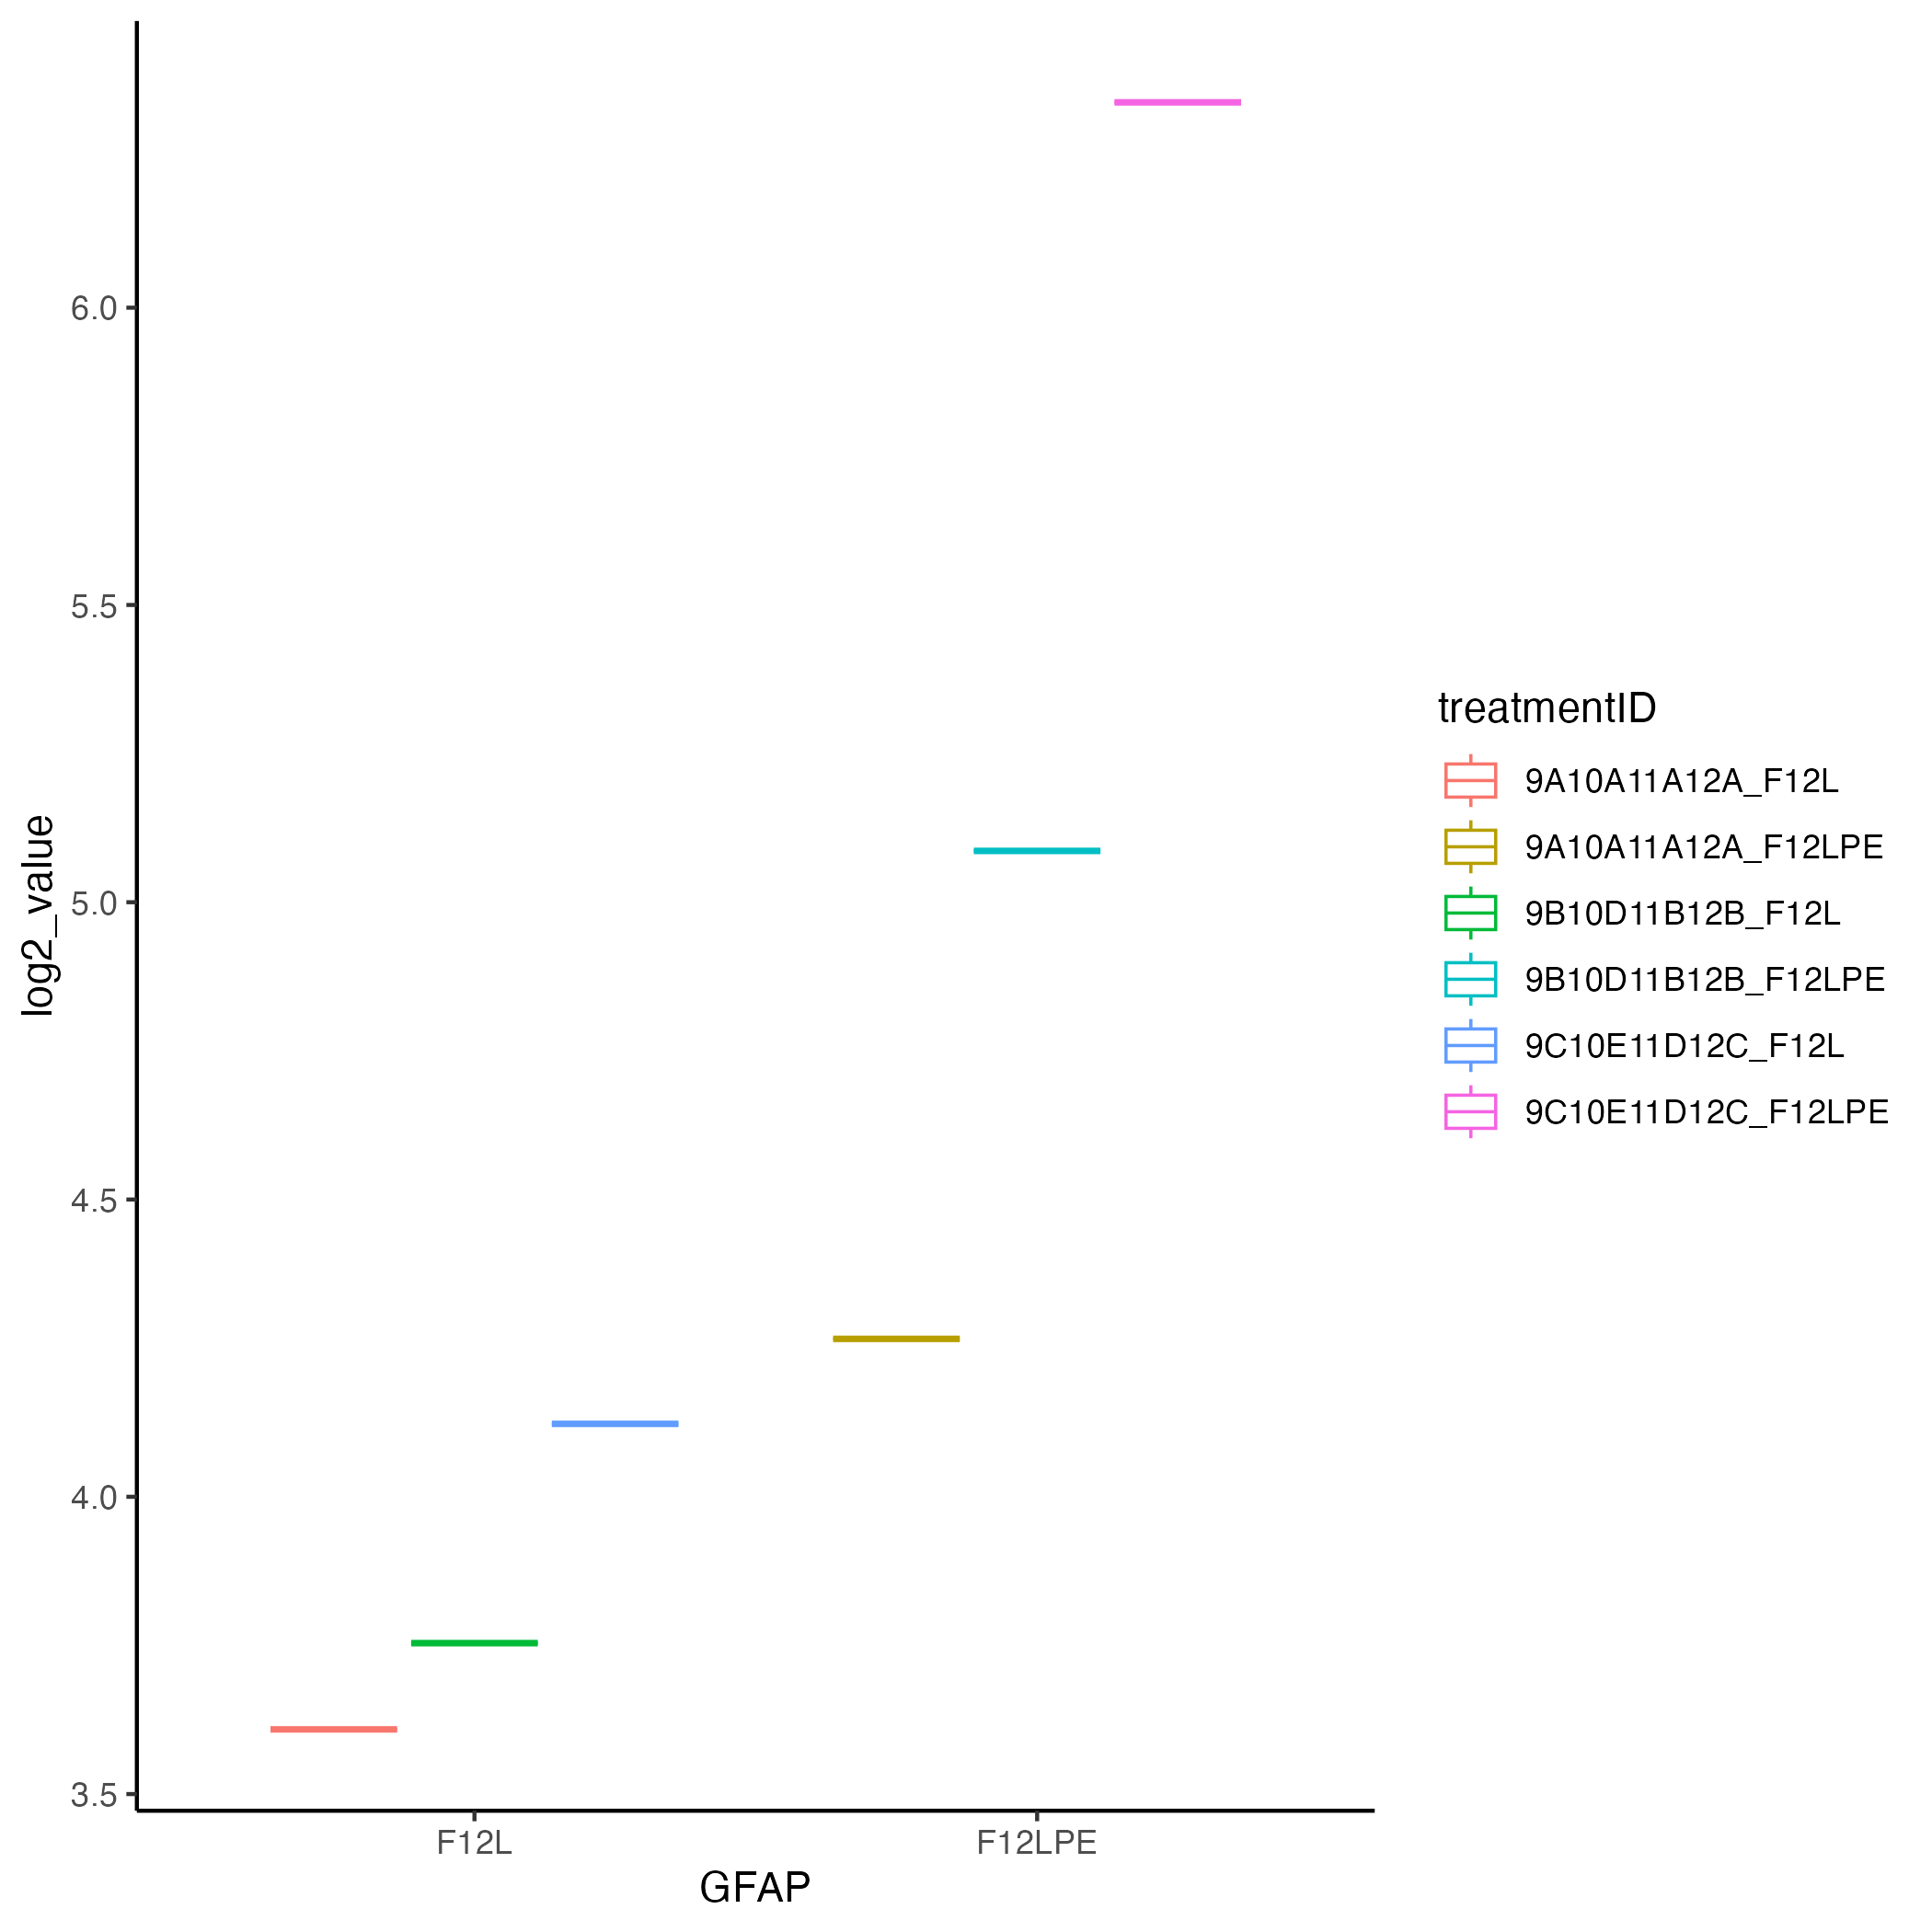 log2_value
6.0
5.5
5.0
4.5
4.0
3.5
F12L
F12LPE
GFAP
treatmentID
9A10A11A12A_F12L
9A10A11A12A_F12LPE
9B10D11B12B_F12L
9B10D11B12B_F12LPE
9C10E11D12C_F12L
9C10E11D12C_F12LPE